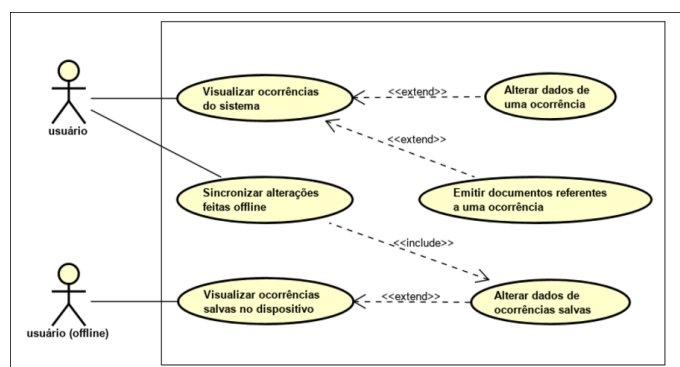 Visualizar ocorrências
do sistema
<<extend>>
Alterar dados de
uma ocorrência
usuário
<<extend>>
Sincronizar alterações
feitas offline
Emitir documentos referentes
a uma ocorrência
<<include>>
Visualizar ocorrências
salvas no dispositivo
<<extend>>
Alterar dados de
ocorrências salvas
usuário (offline)